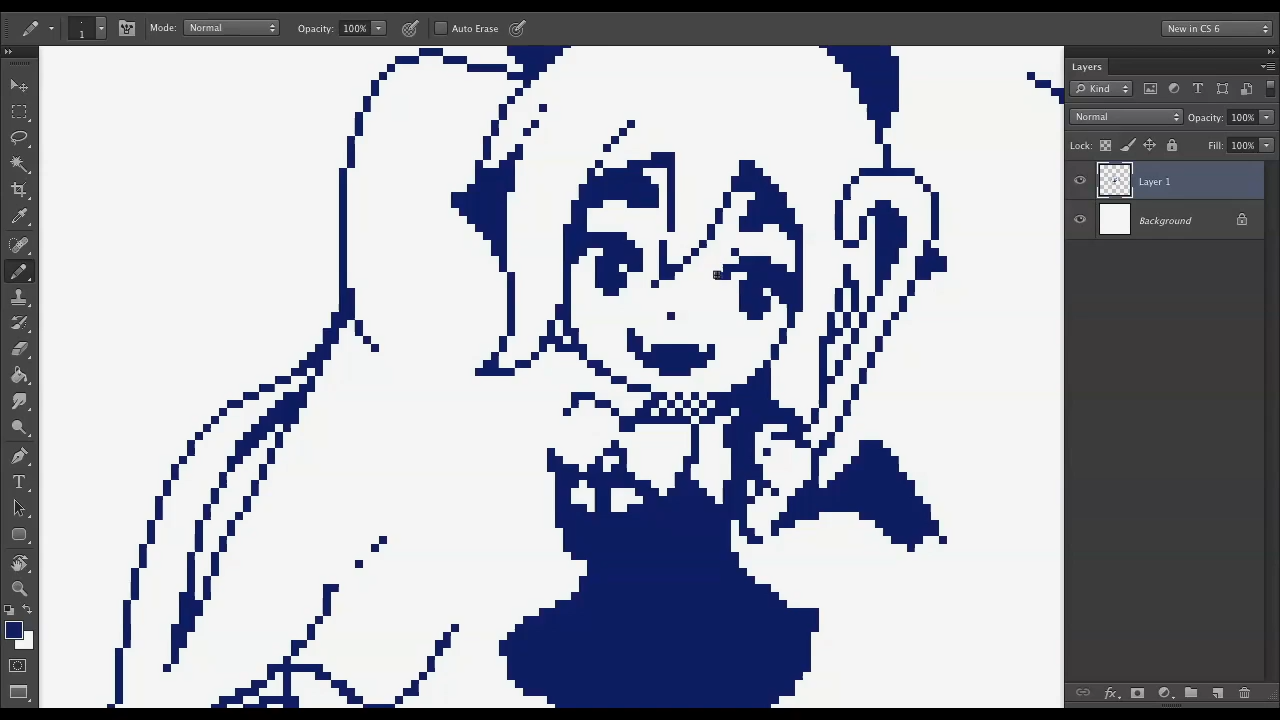 1
Mode: Normal
Opacity: 100%
Auto Erase
New in CS 6
Layers
Kind
Normal
Opacity: 100%
Lock:
Fill: 100%
Layer 1
Background